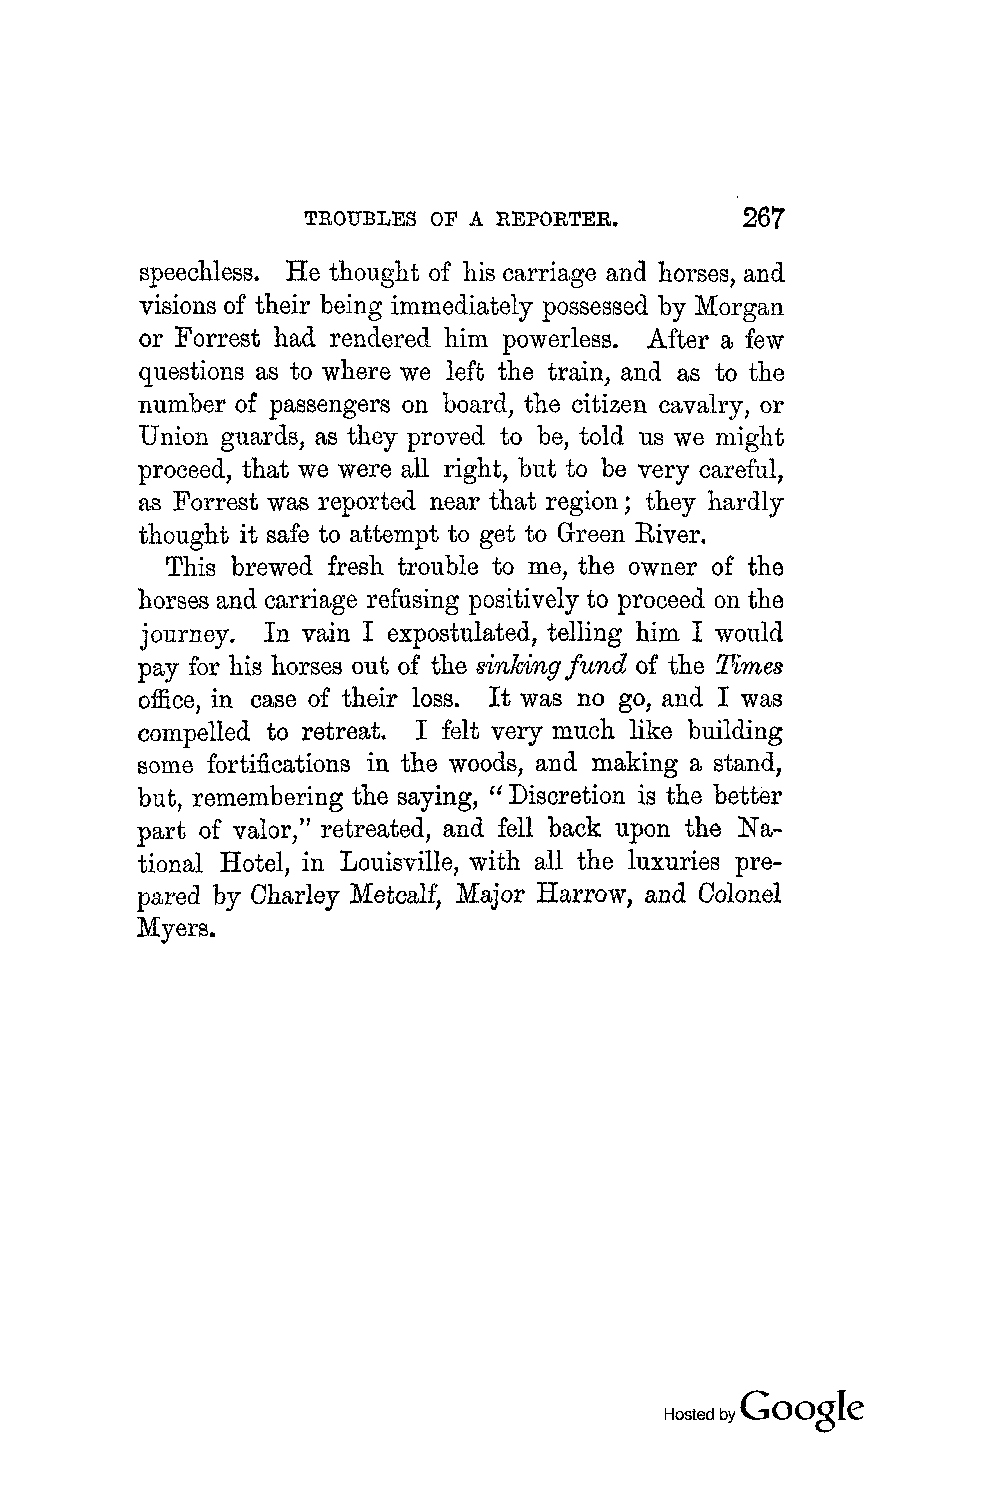 TROUBLES OF A REPORTER. 267
speechless. He thought of his carriage and horses, and
visions of their being immediately possessed by Morgan
or Forrest had rendered him powerless. After a few
questions as to where we left the train, and as to the
number of passengers on board, the citizen cavalry, or
Union guards, as they proved to be, told us we might
proceed, that we were all right, but to be very careful,
as Forrest was reported near that region; they hardly
thought it safe to attempt to get to Green River.
This brewed fresh trouble to me, the owner of the
horses and carriage refusing positively to proceed on the
journey. In vain I expostulated, telling him I would
pay for his horses out of the sinking fund of the Times
office, in case of their loss. It was no go, and I was
compelled to retreat. I felt very much like building
some fortifications in the woods, and making a stand,
but, remembering the saying, “Discretion is the better
part of valor,” retreated, and fell back upon the Na-
tional Hotel, in Louisville, with all the luxuries pre-
pared by Charley Metcalf, Major Harrow, and Colonel
Myers.
Hosted by Google